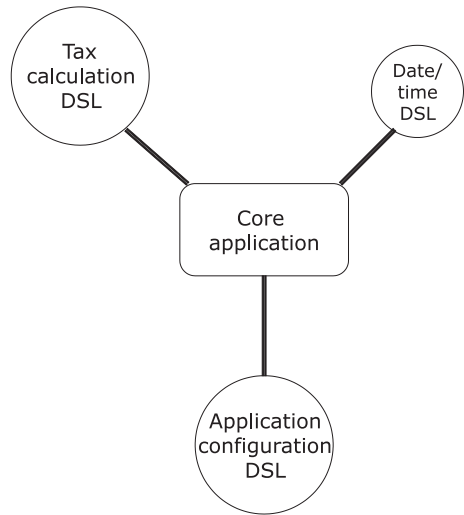 Tax
calculation
DSL
Date/
time
DSL
Core
application
Application
configuration
DSL